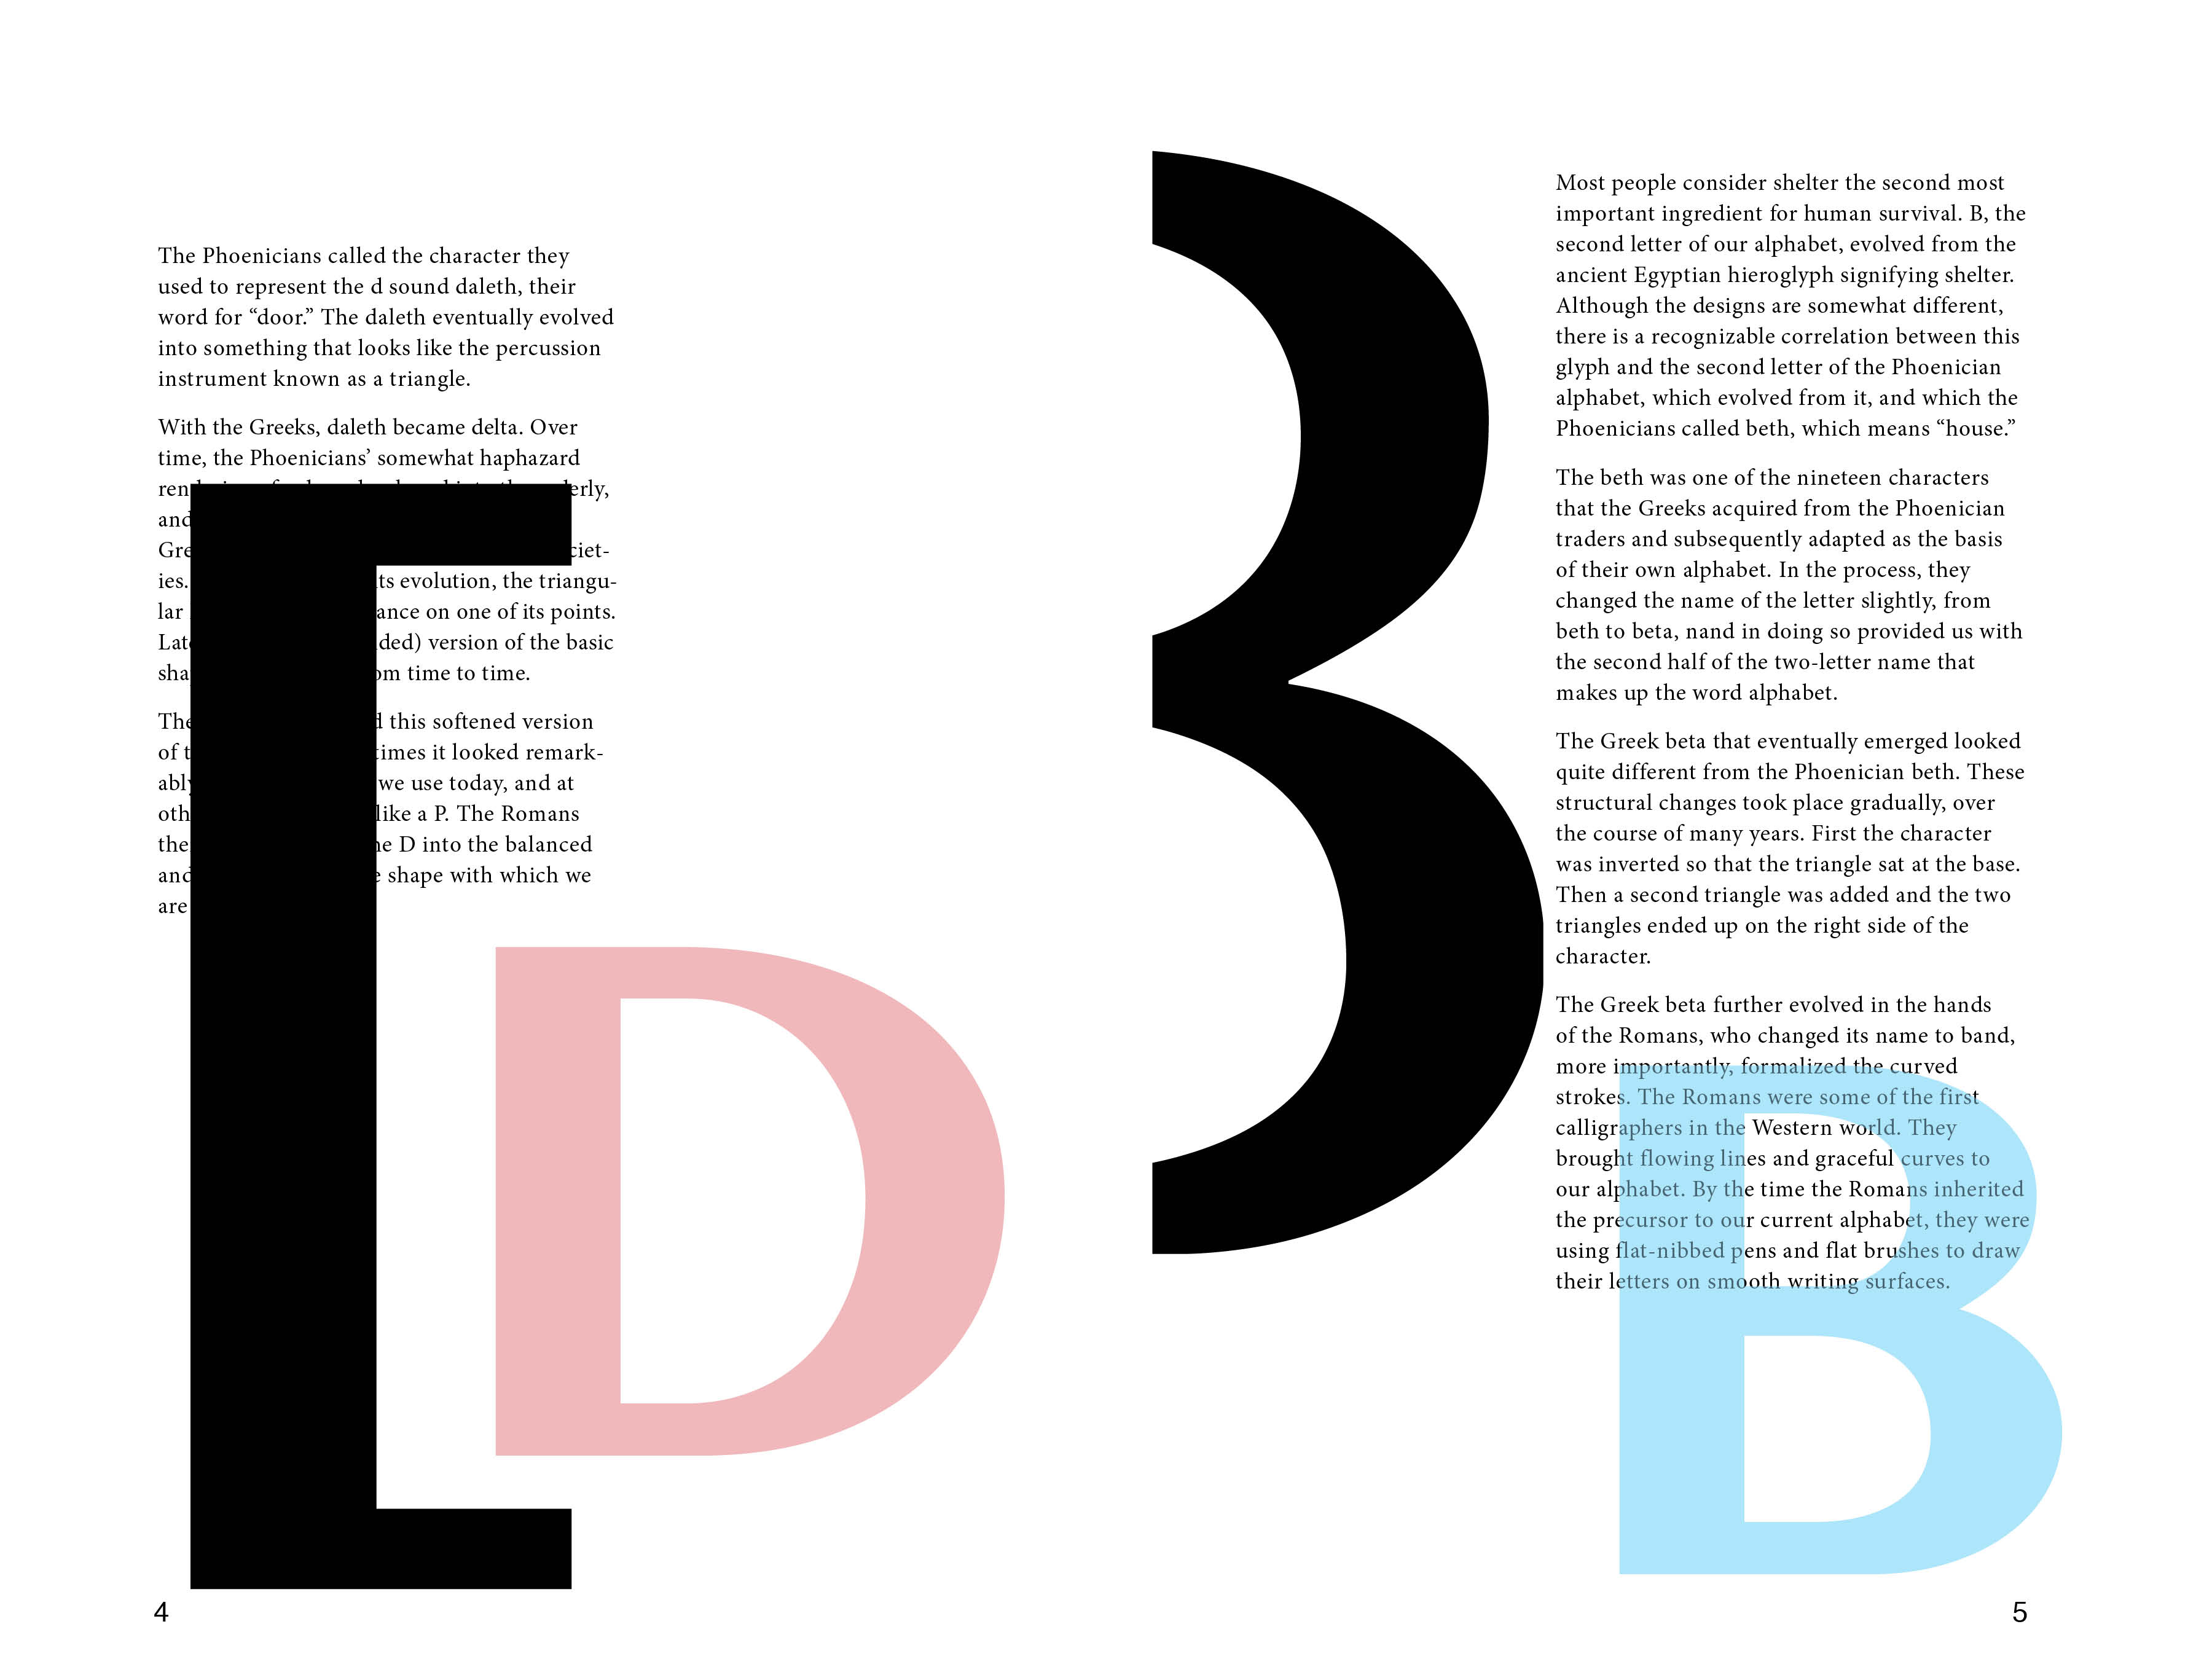 The Phoenicians called the character they
used to represent the d sound daleth, their
word for “door.” The daleth eventually evolved
into something that looks like the percussion
instrument known as a triangle.
With the Greeks, daleth became delta. Over
time, the Phoenicians’ somewhat haphazard
evolution, the triangu-
lar on one of its points.
version of the basic
time to time.
this softened version
of times it looked remark-
we use today, and at
like a P. The Romans
D into the balanced
shape with which we
are
D
4
B
Most people consider shelter the second most
important ingredient for human survival. B, the
second letter of our alphabet, evolved from the
ancient Egyptian hieroglyph signifying shelter.
Although the designs are somewhat different,
there is a recognizable correlation between this
glyph and the second letter of the Phoenician
alphabet, which evolved from it, and which the
Phoenicians called beth, which means “house.”
The beth was one of the nineteen characters
that the Greeks acquired from the Phoenician
traders and subsequently adapted as the basis
of their own alphabet. In the process, they
changed the name of the letter slightly, from
beth to beta, nand in doing so provided us with
the second half of the two-letter name that
makes up the word alphabet.
The Greek beta that eventually emerged looked
quite different from the Phoenician beth. These
structural changes took place gradually, over
the course of many years. First the character
was inverted so that the triangle sat at the base.
Then a second triangle was added and the two
triangles ended up on the right side of the
character.
The Greek beta further evolved in the hands
of the Romans, who changed its name to band,
more importantly, formalized the curved
strokes. The Romans were some of the first
calligraphers in the Western world. They
brought flowing lines and graceful curves to
our alphabet. By the time the Romans inherited
the precursor to our current alphabet, they were
using flat-nibbed pens and flat brushes to draw
their letters on smooth writing surfaces.
5